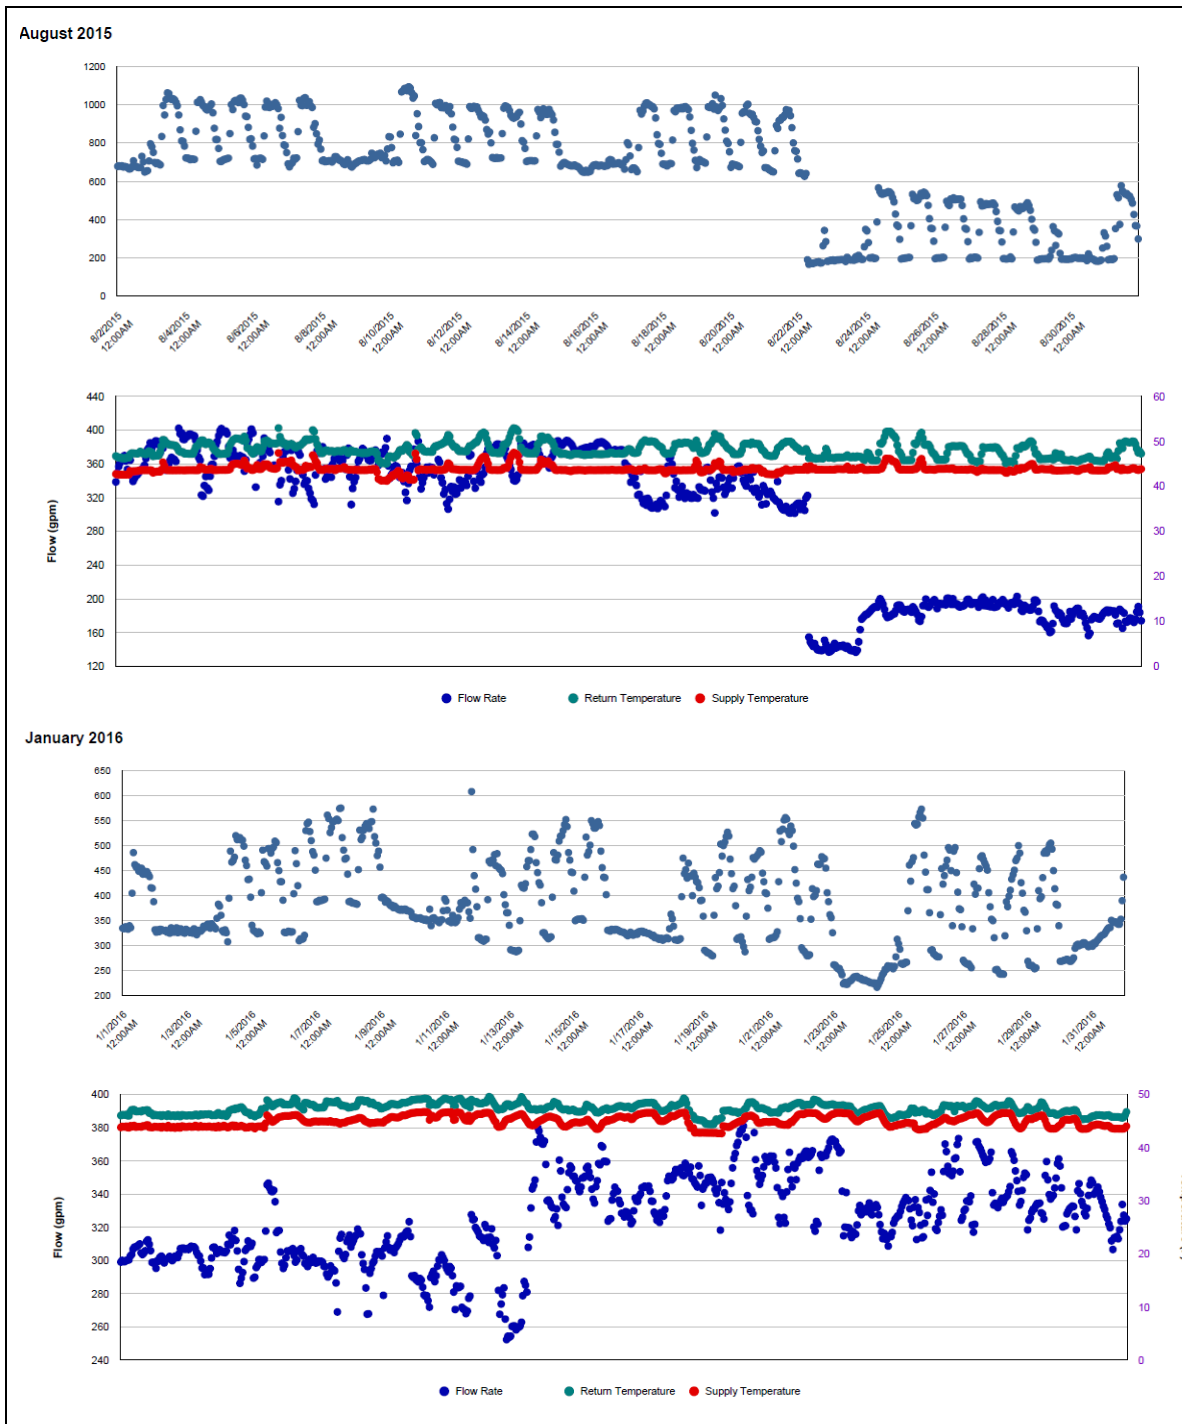 August 2015
1200
1000
800
600
400
200
0
8/2/2015 12:00AM
8/4/2015 12:00AM
8/6/2015 12:00AM
8/8/2015 12:00AM
8/10/2015 12:00AM
8/12/2015 12:00AM
8/14/2015 12:00AM
8/16/2015 12:00AM
8/18/2015 12:00AM
8/20/2015 12:00AM
8/22/2015 12:00AM
8/24/2015 12:00AM
8/26/2015 12:00AM
8/28/2015 12:00AM
8/30/2015 12:00AM
Flow (gpm)
440
400
360
320
280
240
200
160
120
60
50
40
30
20
10
0
Flow Rate Return Temperature Supply Temperature
January 2016
650
600
550
500
450
400
350
300
250
200
1/1/2016 12:00AM
1/3/2016 12:00AM
1/5/2016 12:00AM
1/7/2016 12:00AM
1/9/2016 12:00AM
1/11/2016 12:00AM
1/13/2016 12:00AM
1/15/2016 12:00AM
1/17/2016 12:00AM
1/19/2016 12:00AM
1/21/2016 12:00AM
1/23/2016 12:00AM
1/25/2016 12:00AM
1/27/2016 12:00AM
1/29/2016 12:00AM
1/31/2016 12:00AM
Flow (gpm)
400
380
360
340
320
300
280
260
240
50
40
30
20
10
0
Flow Rate Return Temperature Supply Temperature